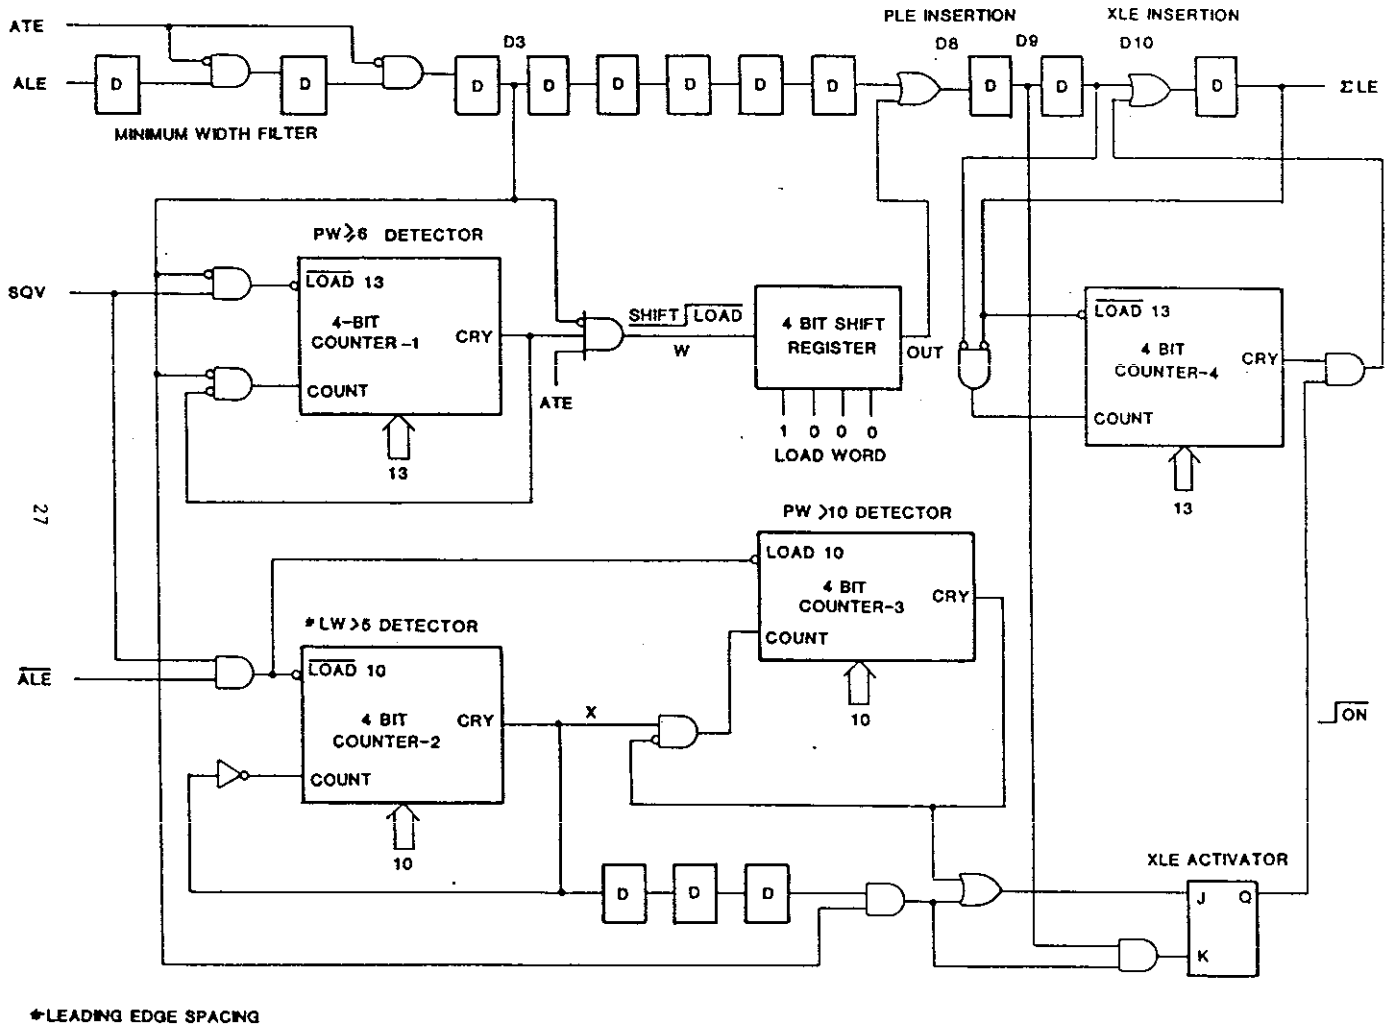 PLE INSERTION
XLE INSERTION
ATE
D3
D8
D9
D10
ALE
D
D
D
D
D
D
D
D
D
D
D
ΣLE
MINIMUM WIDTH FILTER
PW ≥6 DETECTOR
SQV
LOAD 13
4-BIT
COUNTER-1
CRY
COUNT
13
SHIFT LOAD
W
ATE
4 BIT SHIFT
REGISTER
OUT
1 0 0 0
LOAD WORD
LOAD 13
4 BIT
COUNTER-4
CRY
COUNT
13
27
PW >10 DETECTOR
LOAD 10
4 BIT
COUNTER-3
CRY
COUNT
10
*LW >5 DETECTOR
ALE
LOAD 10
4 BIT
COUNTER-2
CRY
X
COUNT
10
ON
D
D
D
XLE ACTIVATOR
J Q
K
*LEADING EDGE SPACING